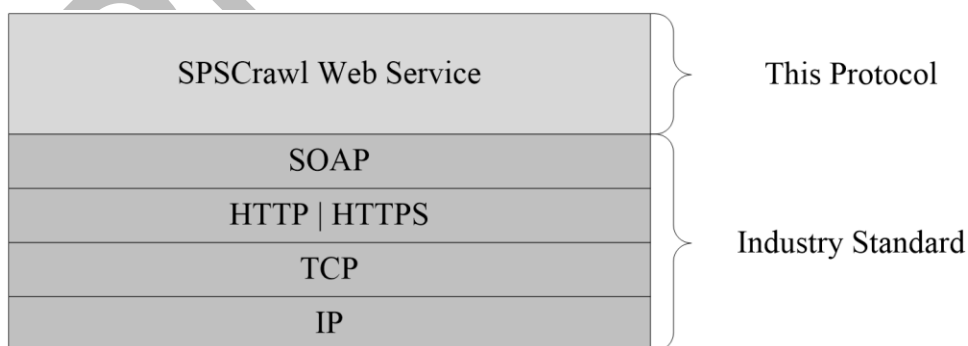 SPSCrawl Web Service
This Protocol
SOAP
HTTP | HTTPS
Industry Standard
TCP
IP